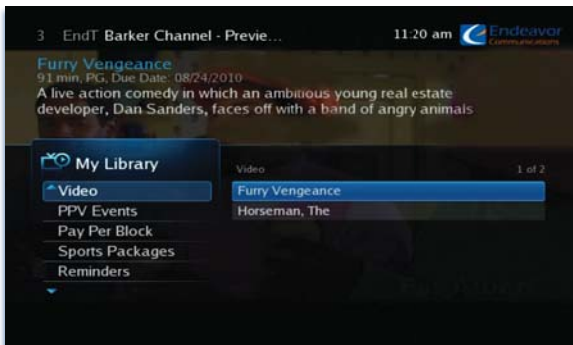 3 EndT Barker Channel - Previe... 11:20 am Endeavor
Communications
Furry Vengeance
91 min, PG, Due Date: 08/24/2010
A live action comedy in which an ambitious young real estate
developer, Dan Sanders, faces off with a band of angry animals
My Library
Video 1 of 2
Video
Furry Vengeance
PPV Events
Horseman, The
Pay Per Block
Sports Packages
Reminders